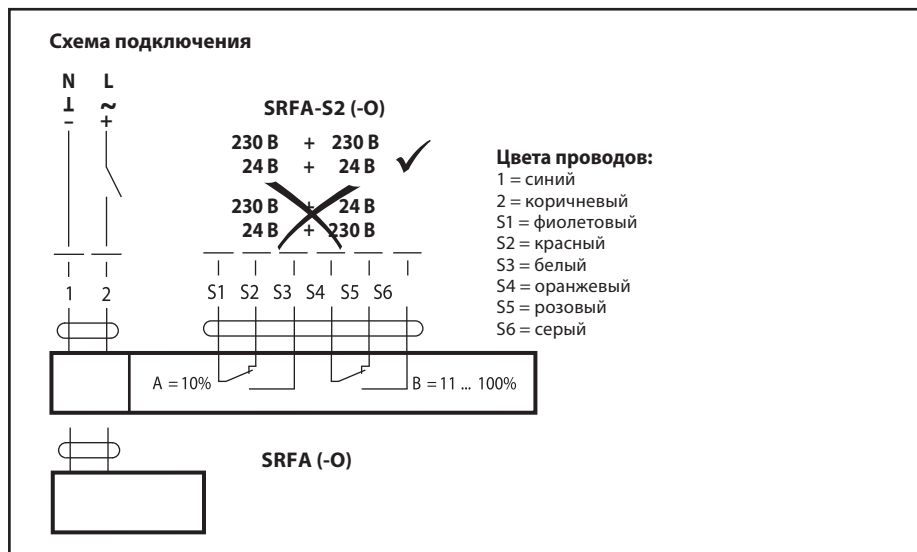 Схема подключения
N L
⊥ ~
– +
SRFA-S2 (-O)
230 В + 230 В
24 В + 24 В
230 В + 24 В
24 В + 230 В
Цвета проводов:
1 = синий
2 = коричневый
S1 = фиолетовый
S2 = красный
S3 = белый
S4 = оранжевый
S5 = розовый
S6 = серый
1 2 S1 S2 S3 S4 S5 S6
A = 10% B = 11 ... 100%
SRFA (-O)